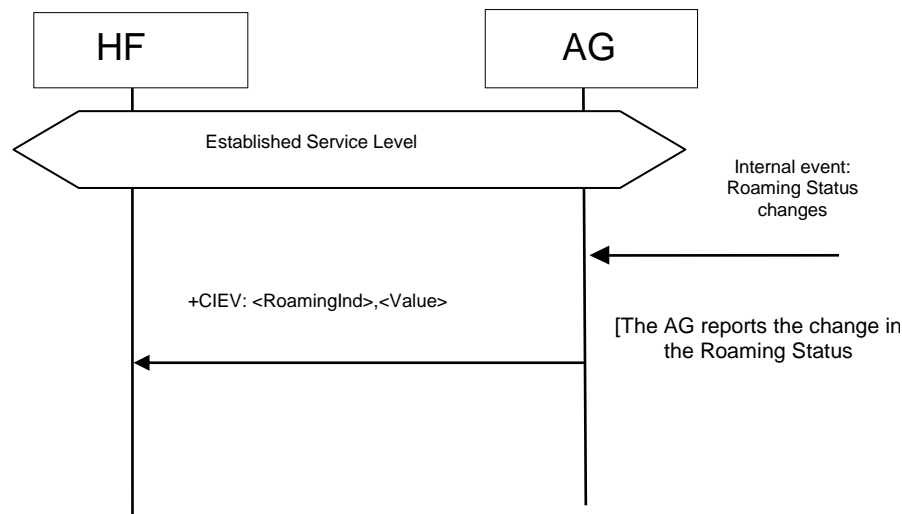 HF
AG
Established Service Level
Internal event:
Roaming Status
changes
+CIEV: <RoamingInd>,<Value>
[The AG reports the change in
the Roaming Status